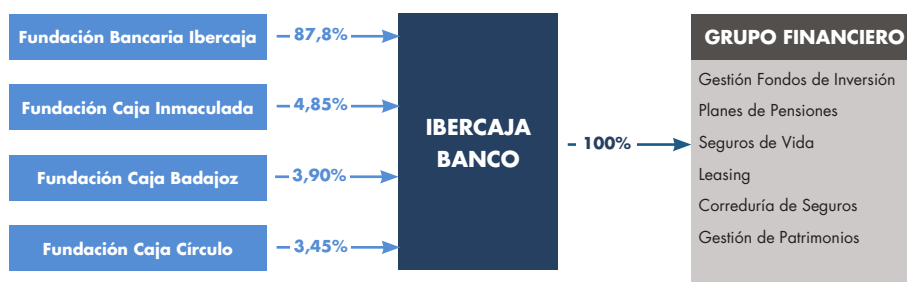 Fundación Bancaria Ibercaja
87,8%
Fundación Caja Inmaculada
4,85%
Fundación Caja Badajoz
3,90%
Fundación Caja Círculo
3,45%
IBERCAJA
BANCO
100%
GRUPO FINANCIERO
Gestión Fondos de Inversión
Planes de Pensiones
Seguros de Vida
Leasing
Correduría de Seguros
Gestión de Patrimonios